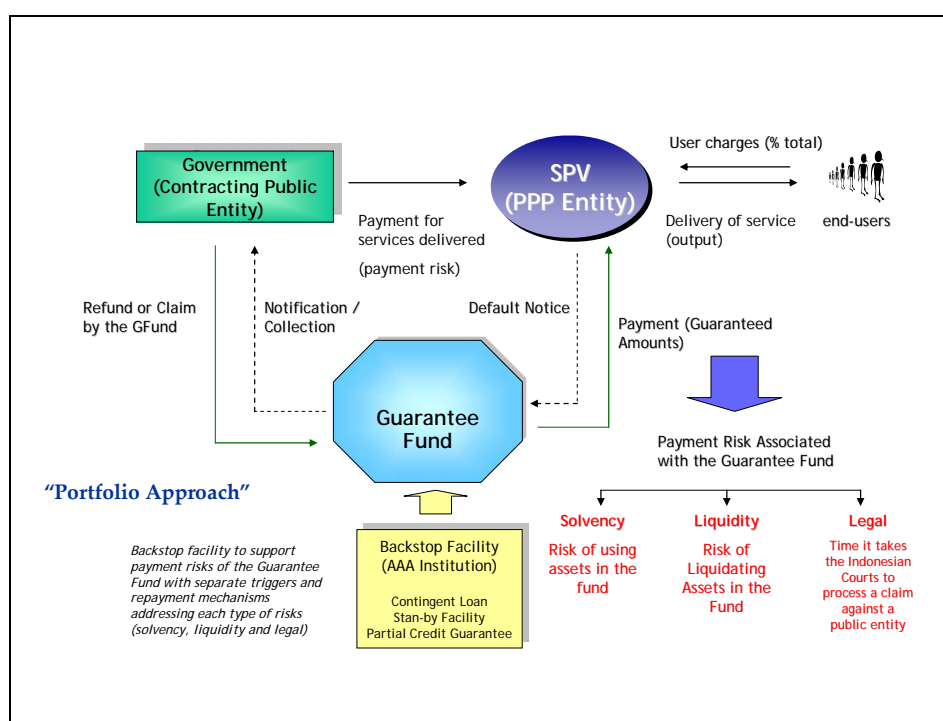 Government
(Contracting Public
Entity)
SPV
(PPP Entity)
User charges (% total)
Delivery of service
(output)
end-users
Payment for
services delivered
(payment risk)
Refund or Claim
by the GFund
Notification /
Collection
Default Notice
Payment (Guaranteed
Amounts)
Guarantee
Fund
Payment Risk Associated
with the Guarantee Fund
“Portfolio Approach”
Solvency
Risk of using
assets in the
fund
Liquidity
Risk of
Liquidating
Assets in the
Fund
Legal
Time it takes
the Indonesian
Courts to
process a claim
against a
public entity
Backstop facility to support
payment risks of the Guarantee
Fund with separate triggers and
repayment mechanisms
addressing each type of risks
(solvency, liquidity and legal)
Backstop Facility
(AAA Institution)
Contingent Loan
Stan-by Facility
Partial Credit Guarantee